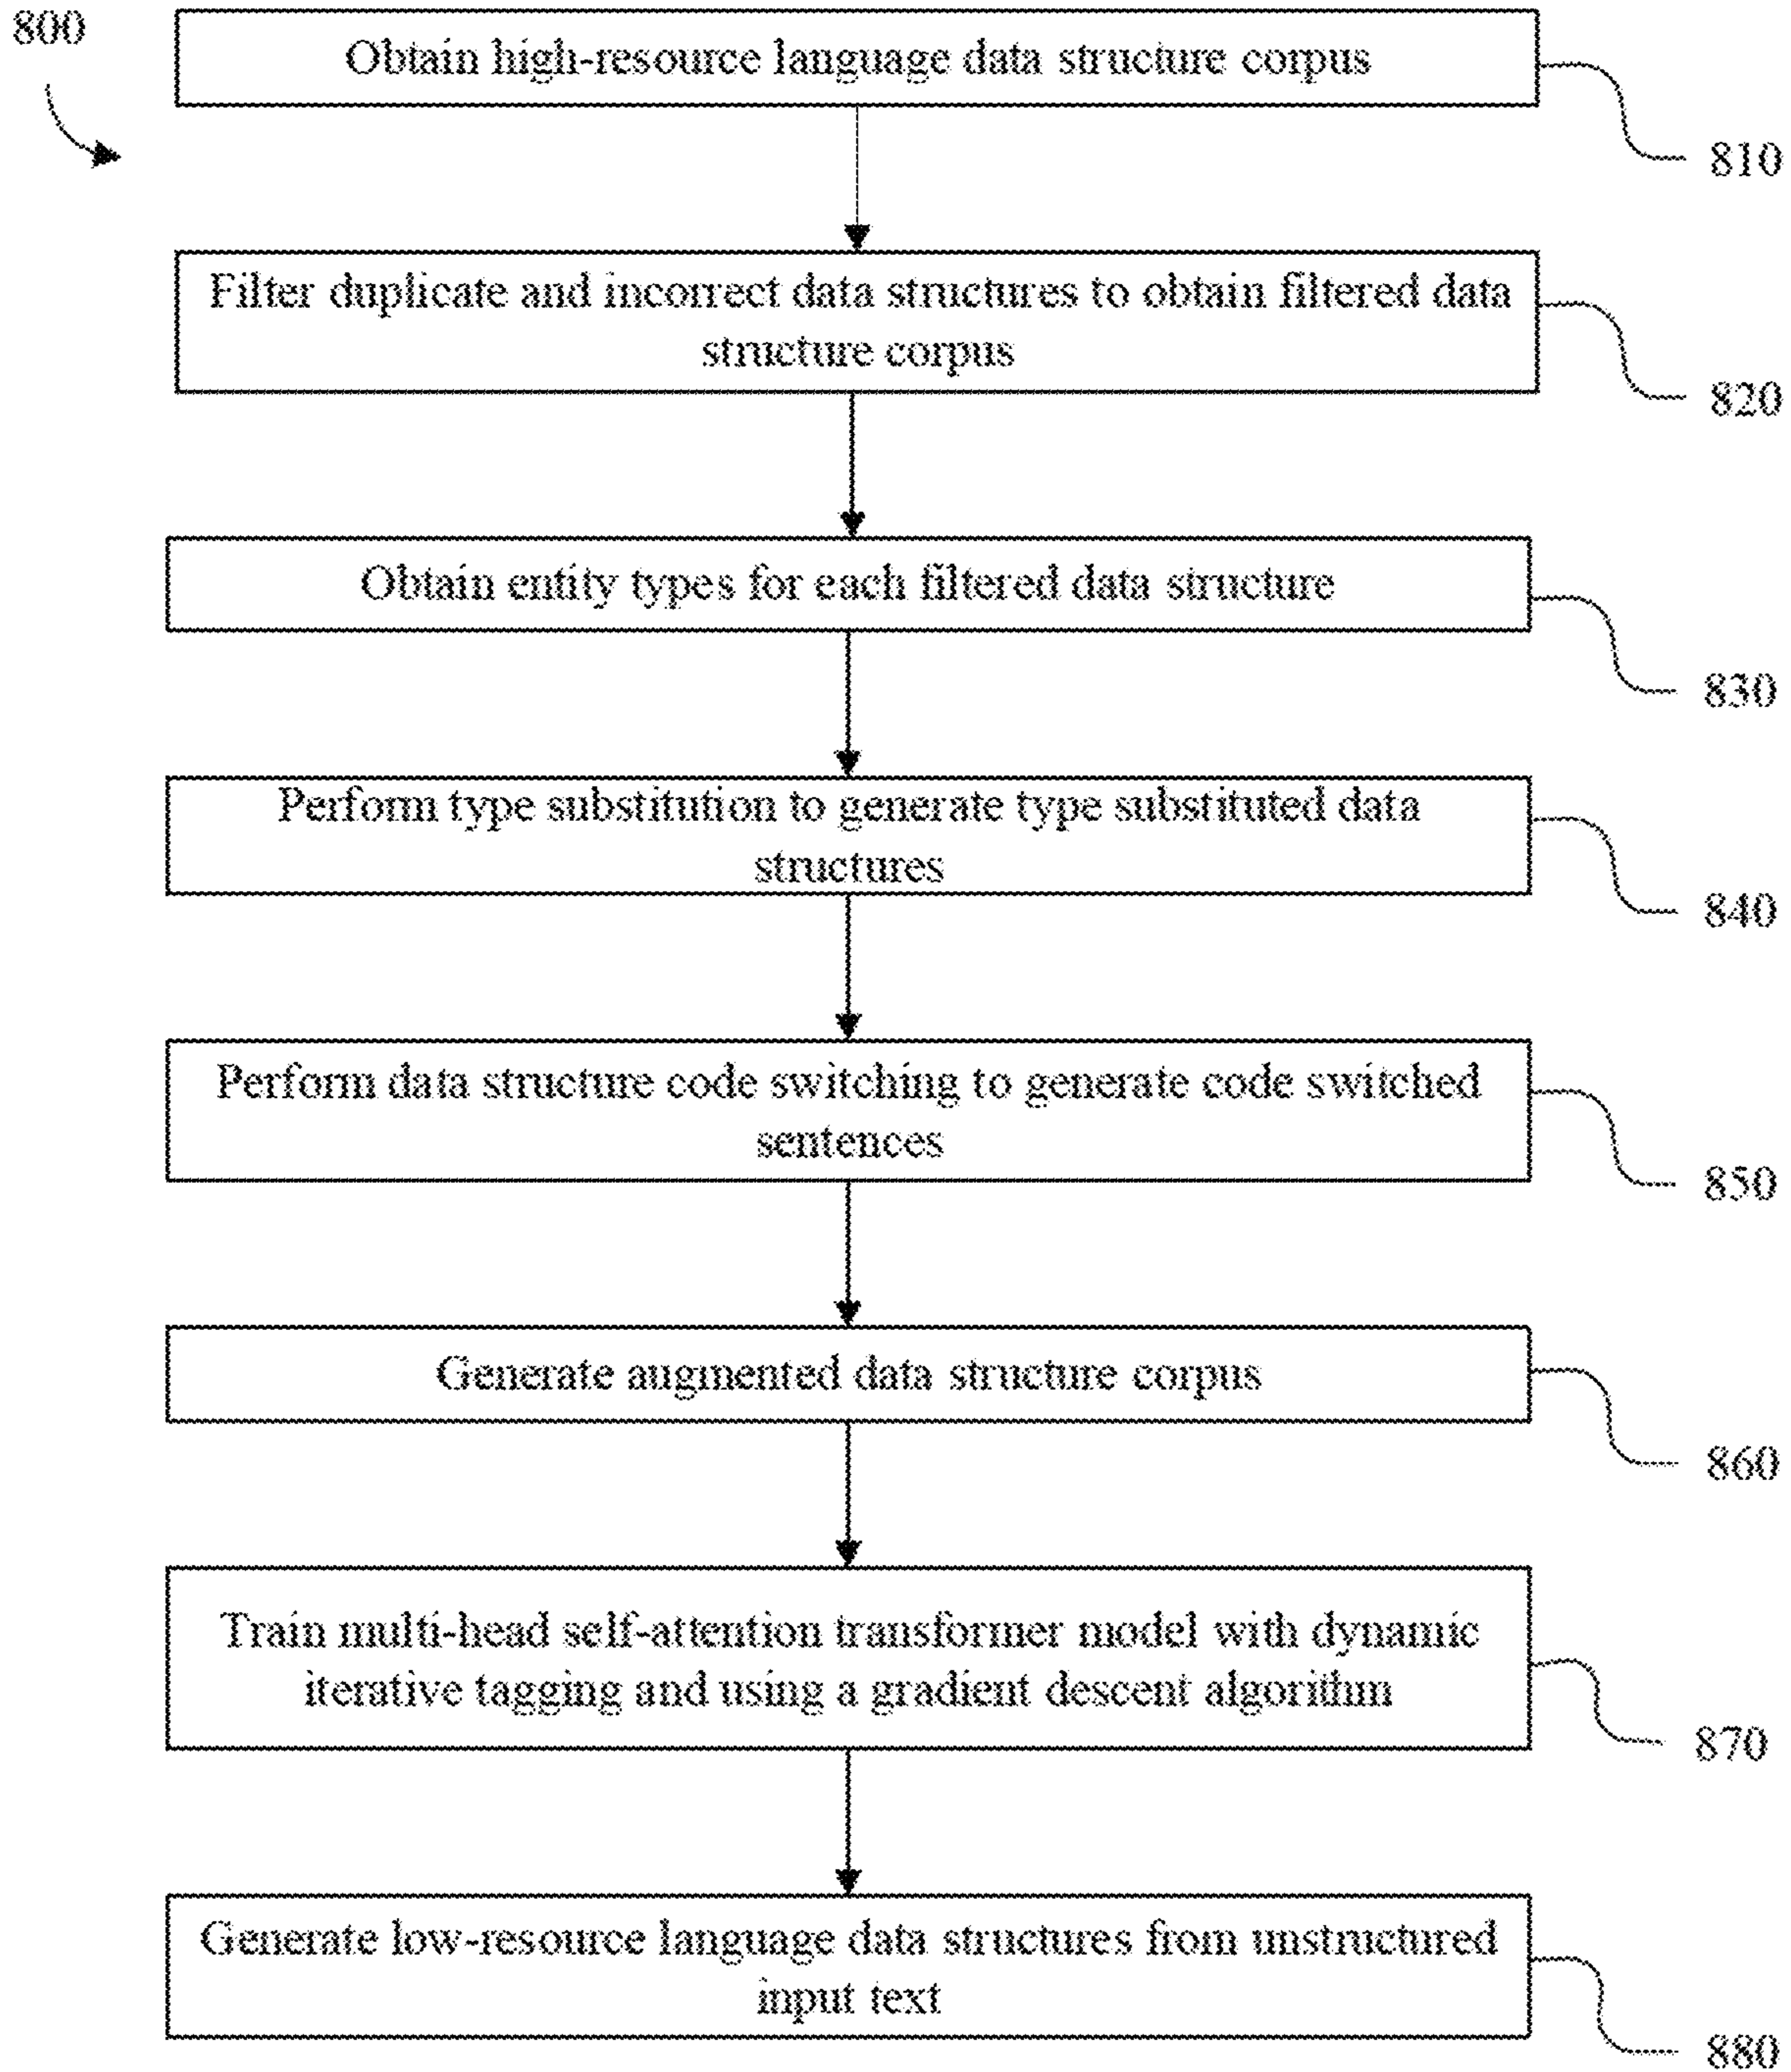 800
Obtain high-resource language data structure corpus
810
Filter duplicate and incorrect data structures to obtain filtered data
structure corpus
820
Obtain entity types for each filtered data structure
830
Perform type substitution to generate type substituted data
structures
840
Perform data structure code switching to generate code switched
sentences
850
Generate augmented data structure corpus
860
Train multi-head self-attention transformer model with dynamic
iterative tagging and using a gradient descent algorithm
870
Generate low-resource language data structures from unstructured
input text
880